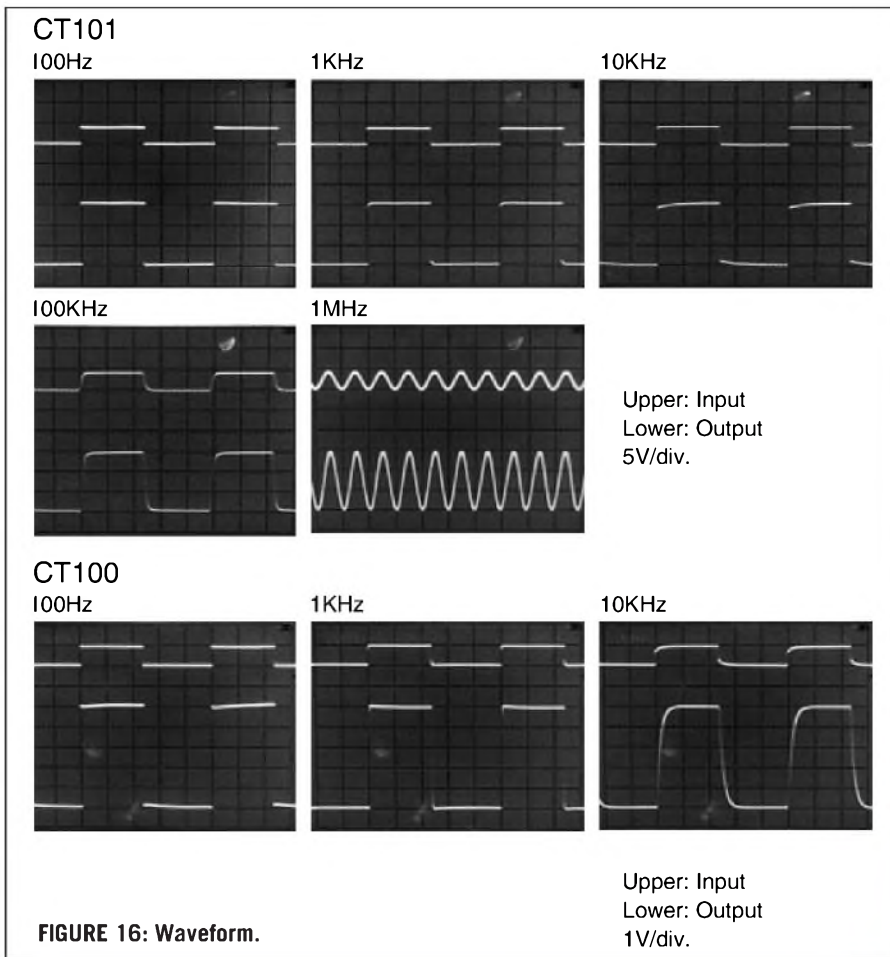 CT101
100Hz 1KHz 10KHz
100KHz 1MHz
Upper: Input
Lower: Output
5V/div.
CT100
100Hz 1KHz 10KHz
Upper: Input
Lower: Output
1V/div.
FIGURE 16: Waveform.